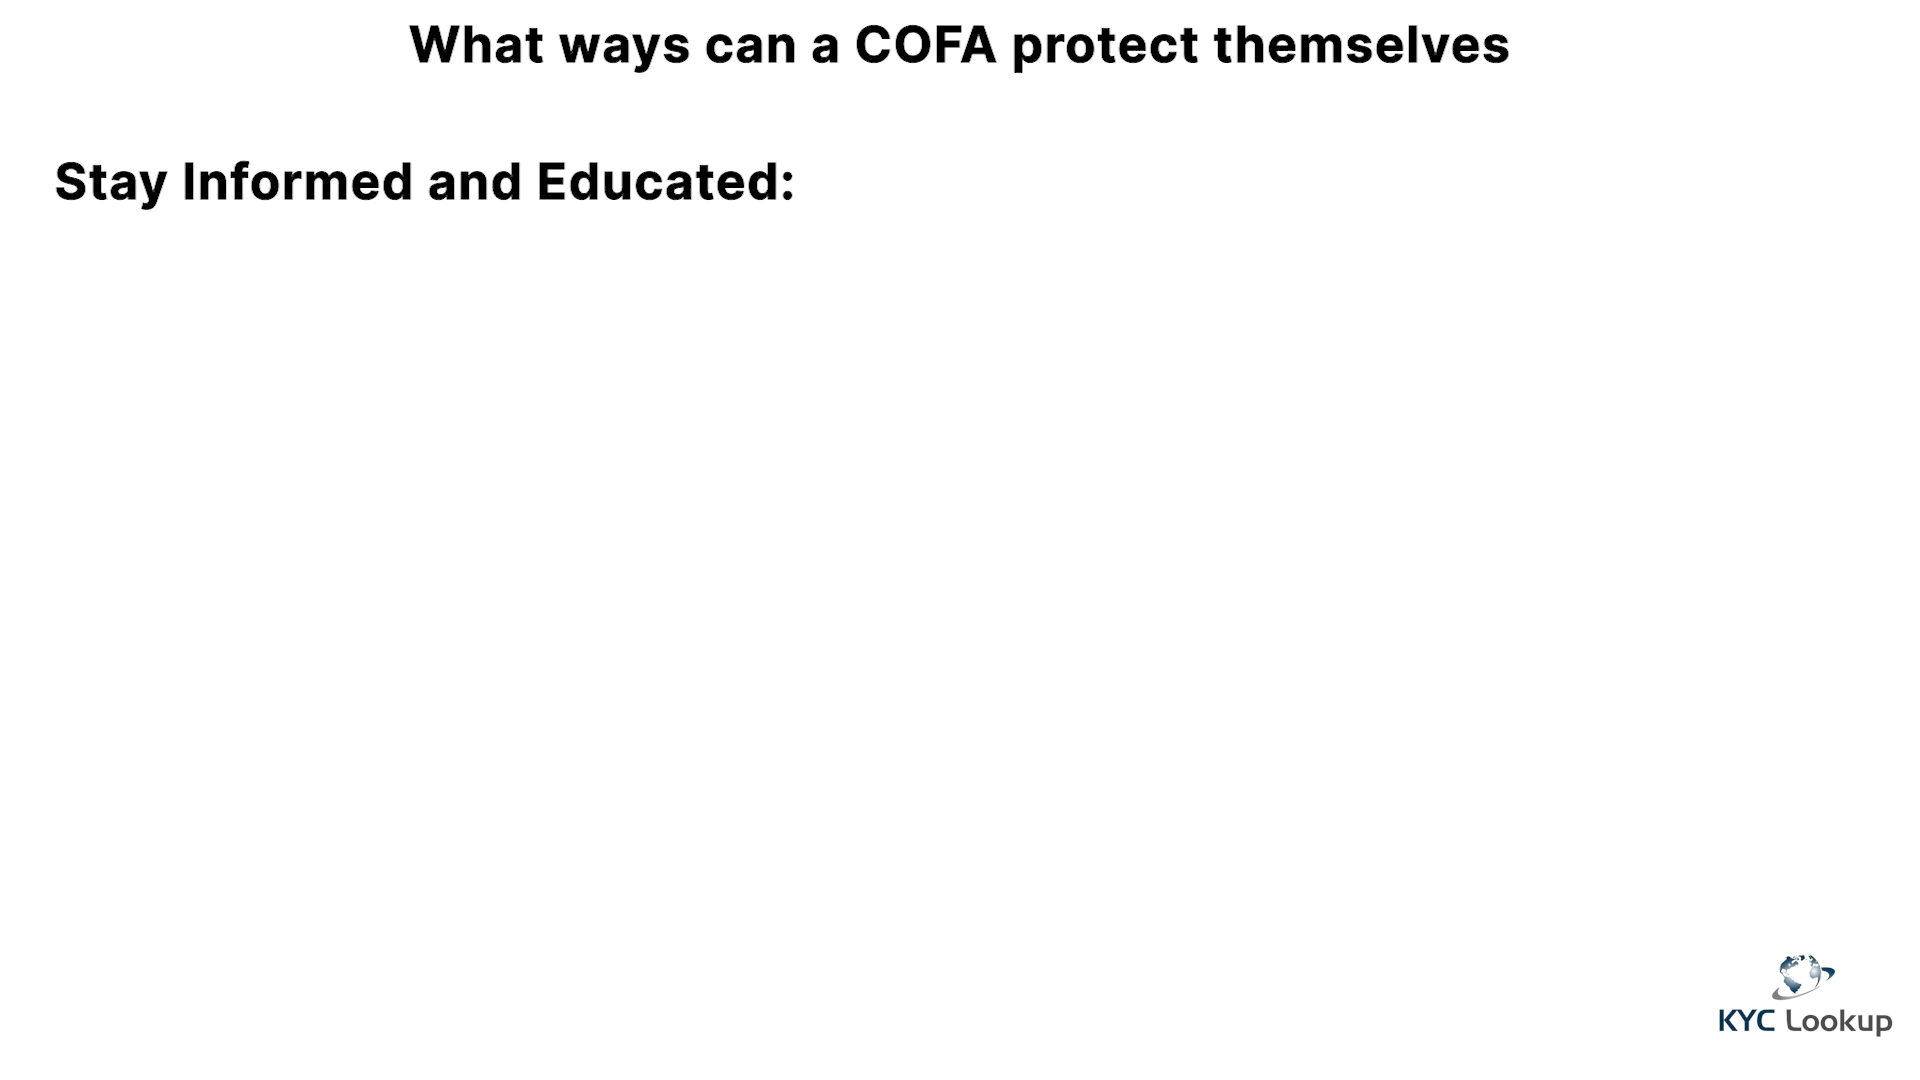 What ways can a COFA protect themselves
Stay Informed and Educated:
KYC Lookup